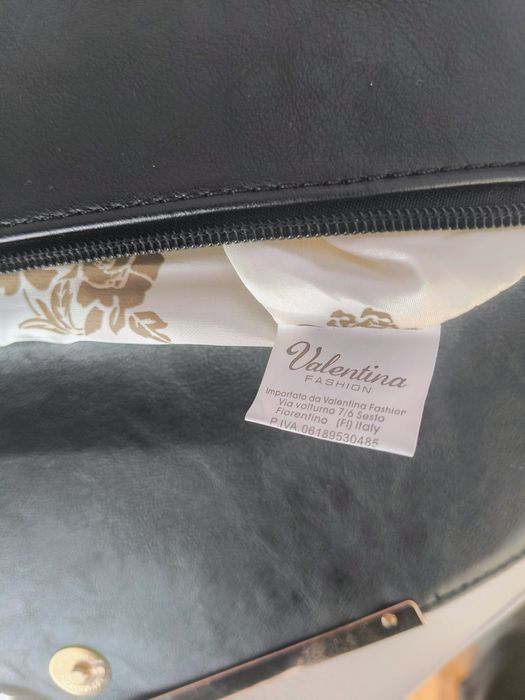 Valentina
FASHION
Importato da Valentina Fashion
Via volturno 7/6 Sesto
Fiorentino (FI) Italy
P.IVA.06189530485